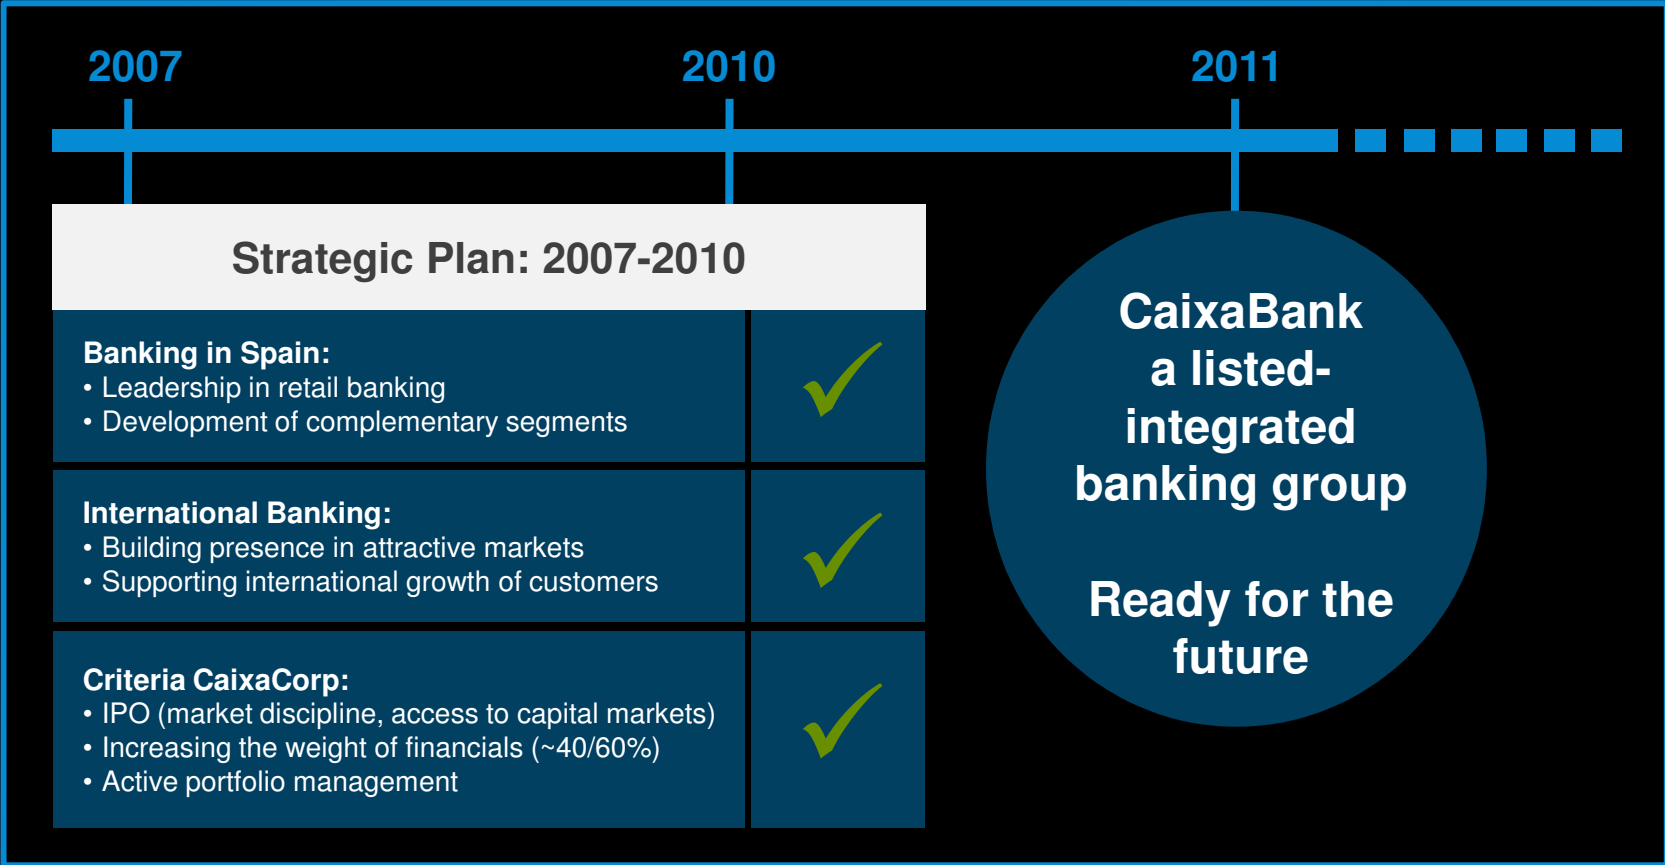 2007
2010
2011
Strategic Plan: 2007-2010
Banking in Spain:
• Leadership in retail banking
• Development of complementary segments
International Banking:
• Building presence in attractive markets
• Supporting international growth of customers
Criteria CaixaCorp:
• IPO (market discipline, access to capital markets)
• Increasing the weight of financials (~40/60%)
• Active portfolio management
CaixaBank
a listed-
integrated
banking group
Ready for the
future